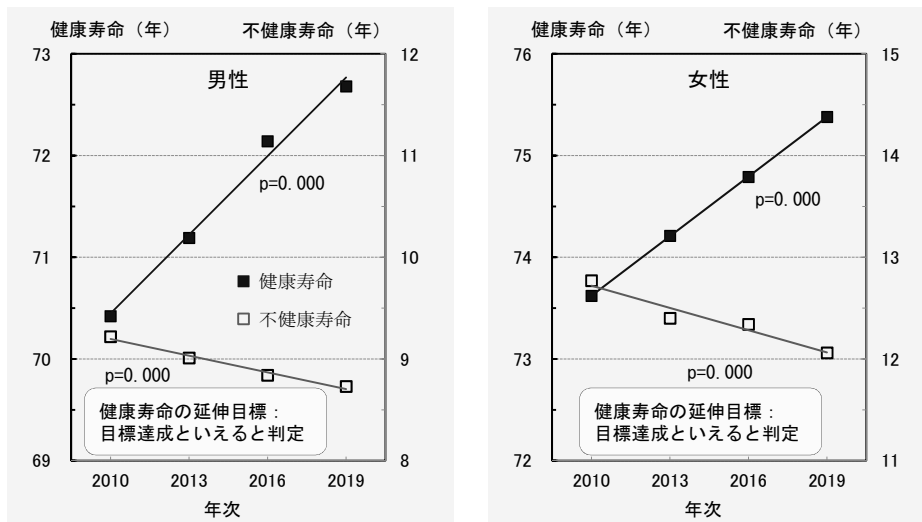 健康寿命（年） 不健康寿命（年）
73 12
男性
72 11
p=0.000
71 10
健康寿命
不健康寿命
70 9
p=0.000
健康寿命の延伸目標：
目標達成といえると判定
69 8
2010 2013 2016 2019
年次
健康寿命（年） 不健康寿命（年）
76 15
女性
75 14
p=0.000
74 13
73 12
p=0.000
健康寿命の延伸目標：
目標達成といえると判定
72 11
2010 2013 2016 2019
年次